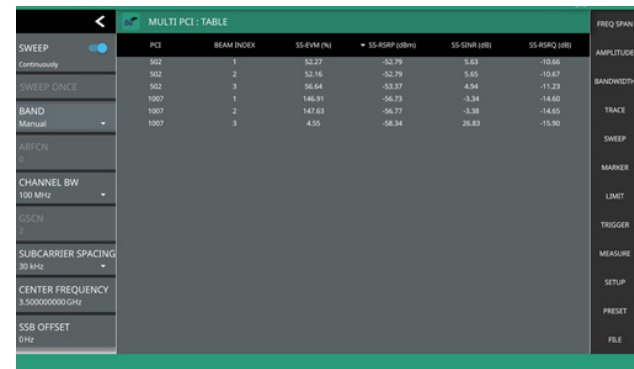 MULTI PCI : TABLE
FREQ SPAN
SWEEP
Continuously
PCI BEAM INDEX SS-EVM (%) SS-RSRP (dBm) SS-SINR (dB) SS-RSRQ (dB)
AMPLITUDE
502 1 52.27 -52.79 5.63 -10.66
502 2 52.16 -52.79 5.65 -10.67
502 3 56.64 -53.37 4.94 -11.23
1007 1 146.91 -56.73 -3.34 -14.60
1007 2 147.63 -56.77 -3.38 -14.65
1007 3 4.55 -58.34 26.83 -15.90
SWEEP ONCE
BANDWIDTH
BAND
Manual
TRACE
ARFCN
0
SWEEP
MARKER
CHANNEL BW
100 MHz
LIMIT
GSCN
2
TRIGGER
SUBCARRIER SPACING
30 kHz
MEASURE
CENTER FREQUENCY
3.500000000 GHz
SETUP
PRESET
SSB OFFSET
0 Hz
FILE